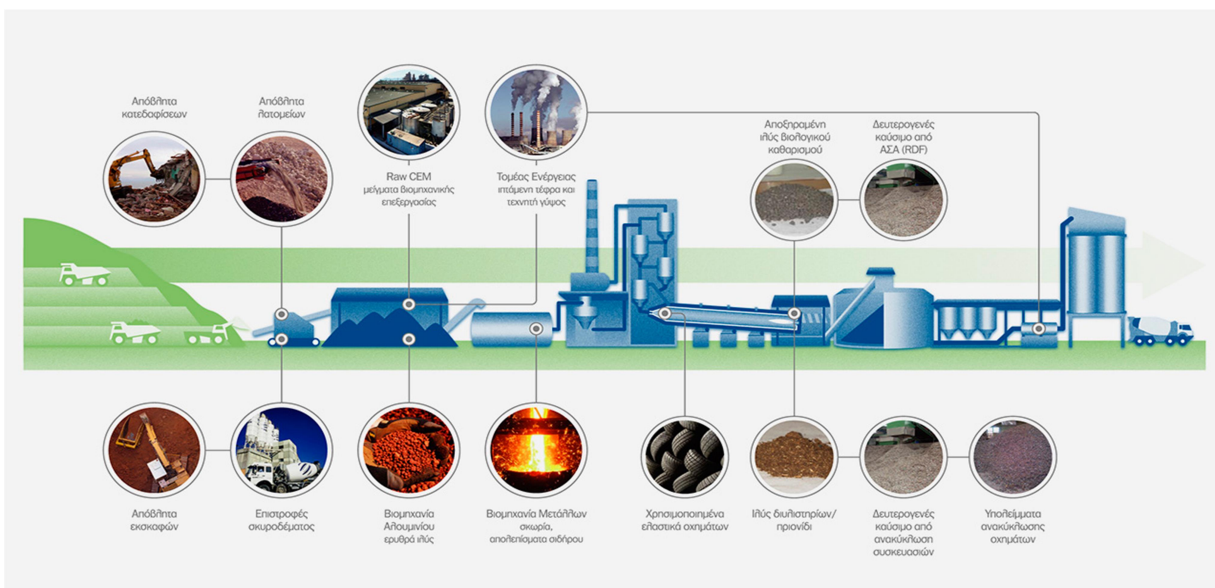 Απόβλητα
κατεδαφίσεων
Απόβλητα
λατομείων
Raw CEM
μείγματα βιομηχανικής
επεξεργασίας
Τομέας Ενέργειας
ιπτάμενη τέφρα και
τεχνητή γύψος
Αποξηραμένη
ιλύς βιολογικού
καθαρισμού
Δευτερογενές
καύσιμο από
ΑΣΑ (RDF)
Απόβλητα
εκσκαφών
Επιστροφές
σκυροδέματος
Βιομηχανία
Αλουμινίου
ερυθρά ιλύς
Βιομηχανία Μετάλλων
σκωρία,
απολεπίσματα σιδήρου
Χρησιμοποιημένα
ελαστικά οχημάτων
Ιλύς διυλιστηρίων/
πριονίδι
Δευτερογενές
καύσιμο από
ανακύκλωση
συσκευασιών
Υπολείμματα
ανακύκλωσης
οχημάτων